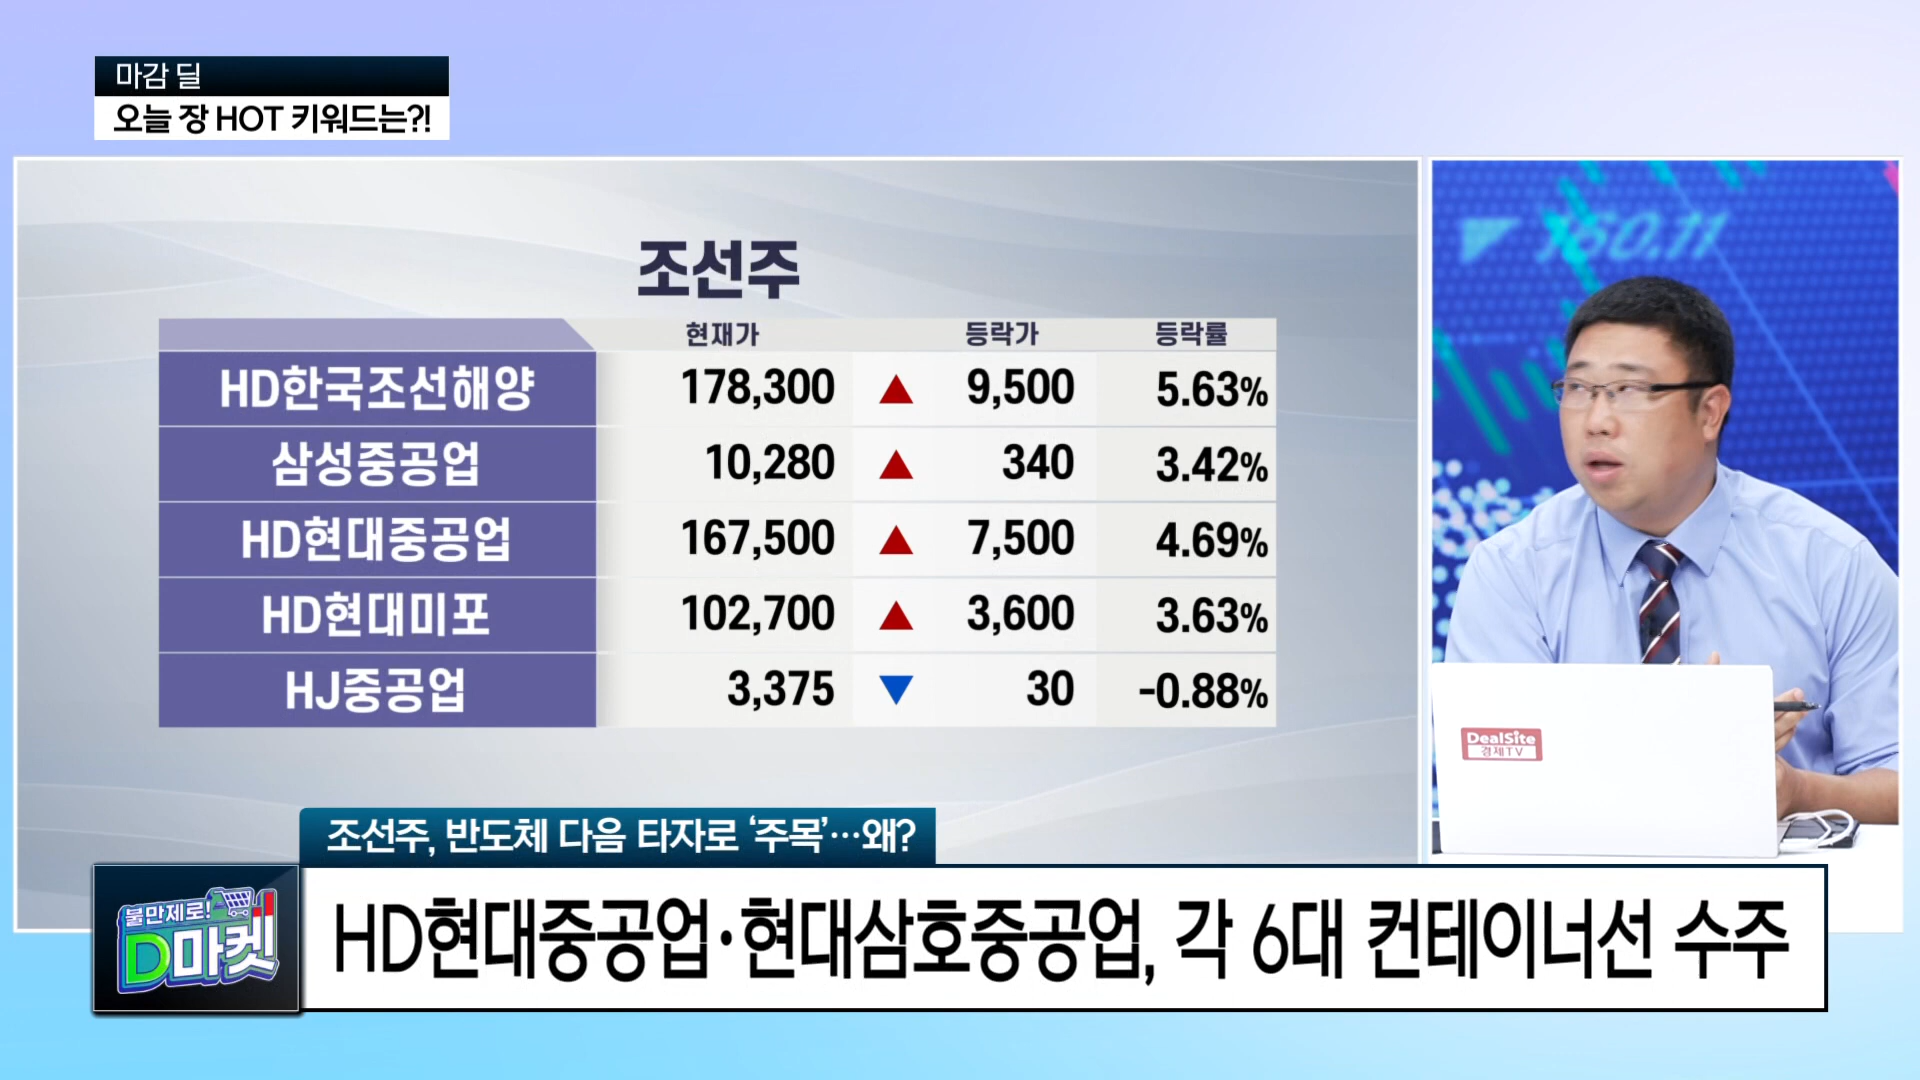 마감 딜
오늘 장 HOT 키워드는?!
조선주
현재가 등락가 등락률
HD한국조선해양 178,300 ▲ 9,500 5.63%
삼성중공업 10,280 ▲ 340 3.42%
HD현대중공업 167,500 ▲ 7,500 4.69%
HD현대미포 102,700 ▲ 3,600 3.63%
HJ중공업 3,375 ▼ 30 -0.88%
DealSite
경제TV
조선주, 반도체 다음 타자로 ‘주목’…왜?
불만제로!
D마켓
HD현대중공업·현대삼호중공업, 각 6대 컨테이너선 수주